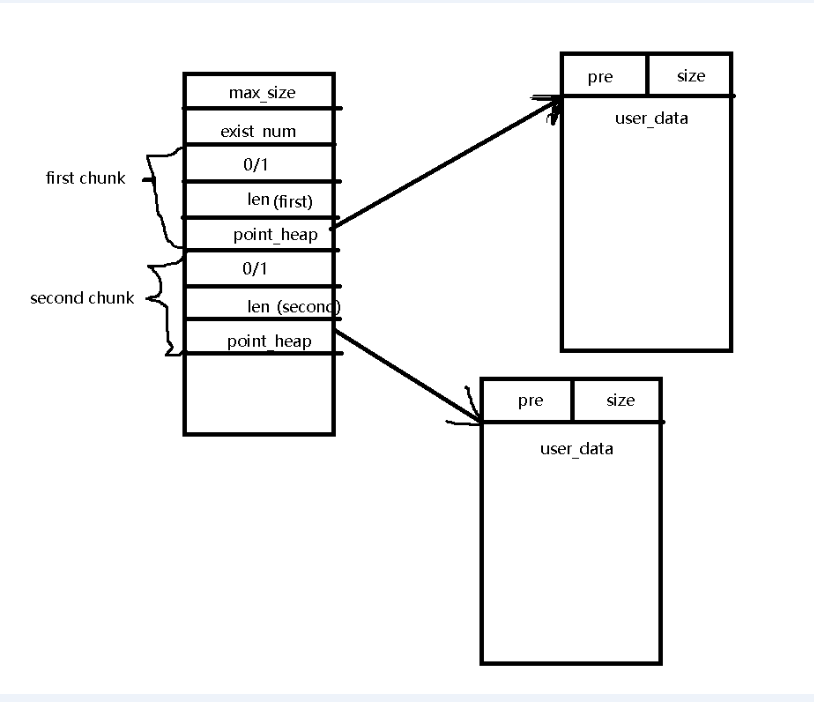 max_size
exist_num
first chunk
0/1
len (first)
point_heap
second chunk
0/1
len (second)
point_heap
pre size
user_data
pre size
user_data